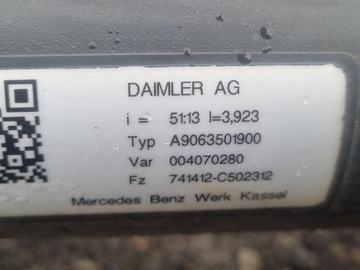 DAIMLER AG
i = 51:13 I=3,923
Typ A9063501900
Var 004070280
Fz 741412-C502312
Mercedes Benz Werk Kassel